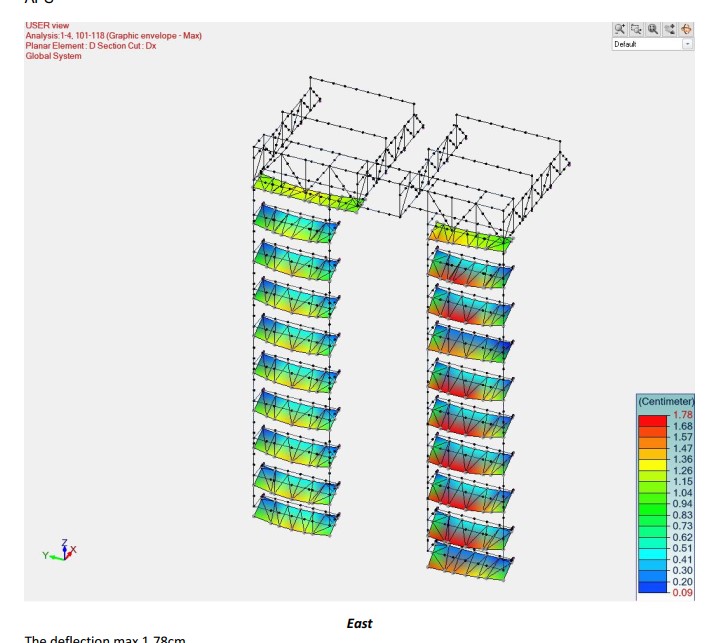 USER view
Analysis:1-4, 101-118 (Graphic envelope - Max)
Planar Element : D Section Cut : Dx
Global System
Default
(Centimeter)
1.78
1.68
1.57
1.47
1.36
1.26
1.15
1.04
0.94
0.83
0.73
0.62
0.51
0.41
0.30
0.20
0.09
Z
Y X
East
The deflection max 1.78cm